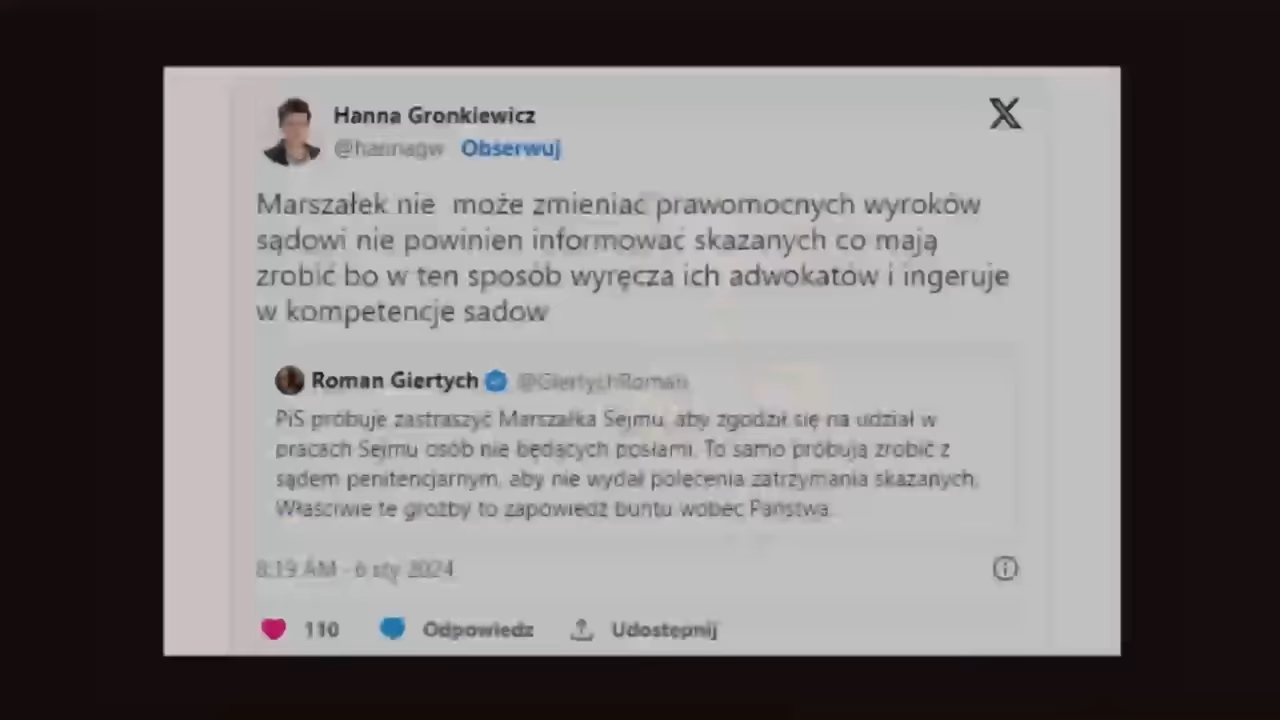 Hanna Gronkiewicz
@hannagw Obserwuj
Marszałek nie może zmieniać prawomocnych wyroków
sądowi nie powinien informować skazanych co mają
zrobić bo w ten sposób wyręcza ich adwokatów i ingeruje
w kompetencje sadow
Roman Giertych @GiertychRoman
PiS próbuje zastraszyć Marszałka Sejmu, aby zgodził się na udział w
pracach Sejmu osób nie będących posłami. To samo próbują zrobić z
sądem penitencjarnym, aby nie wydał polecenia zatrzymania skazanych.
Właściwie te groźby to zapowiedź buntu wobec Państwa.
8:19 AM · 6 sty 2024
110 Odpowiedz Udostępnij